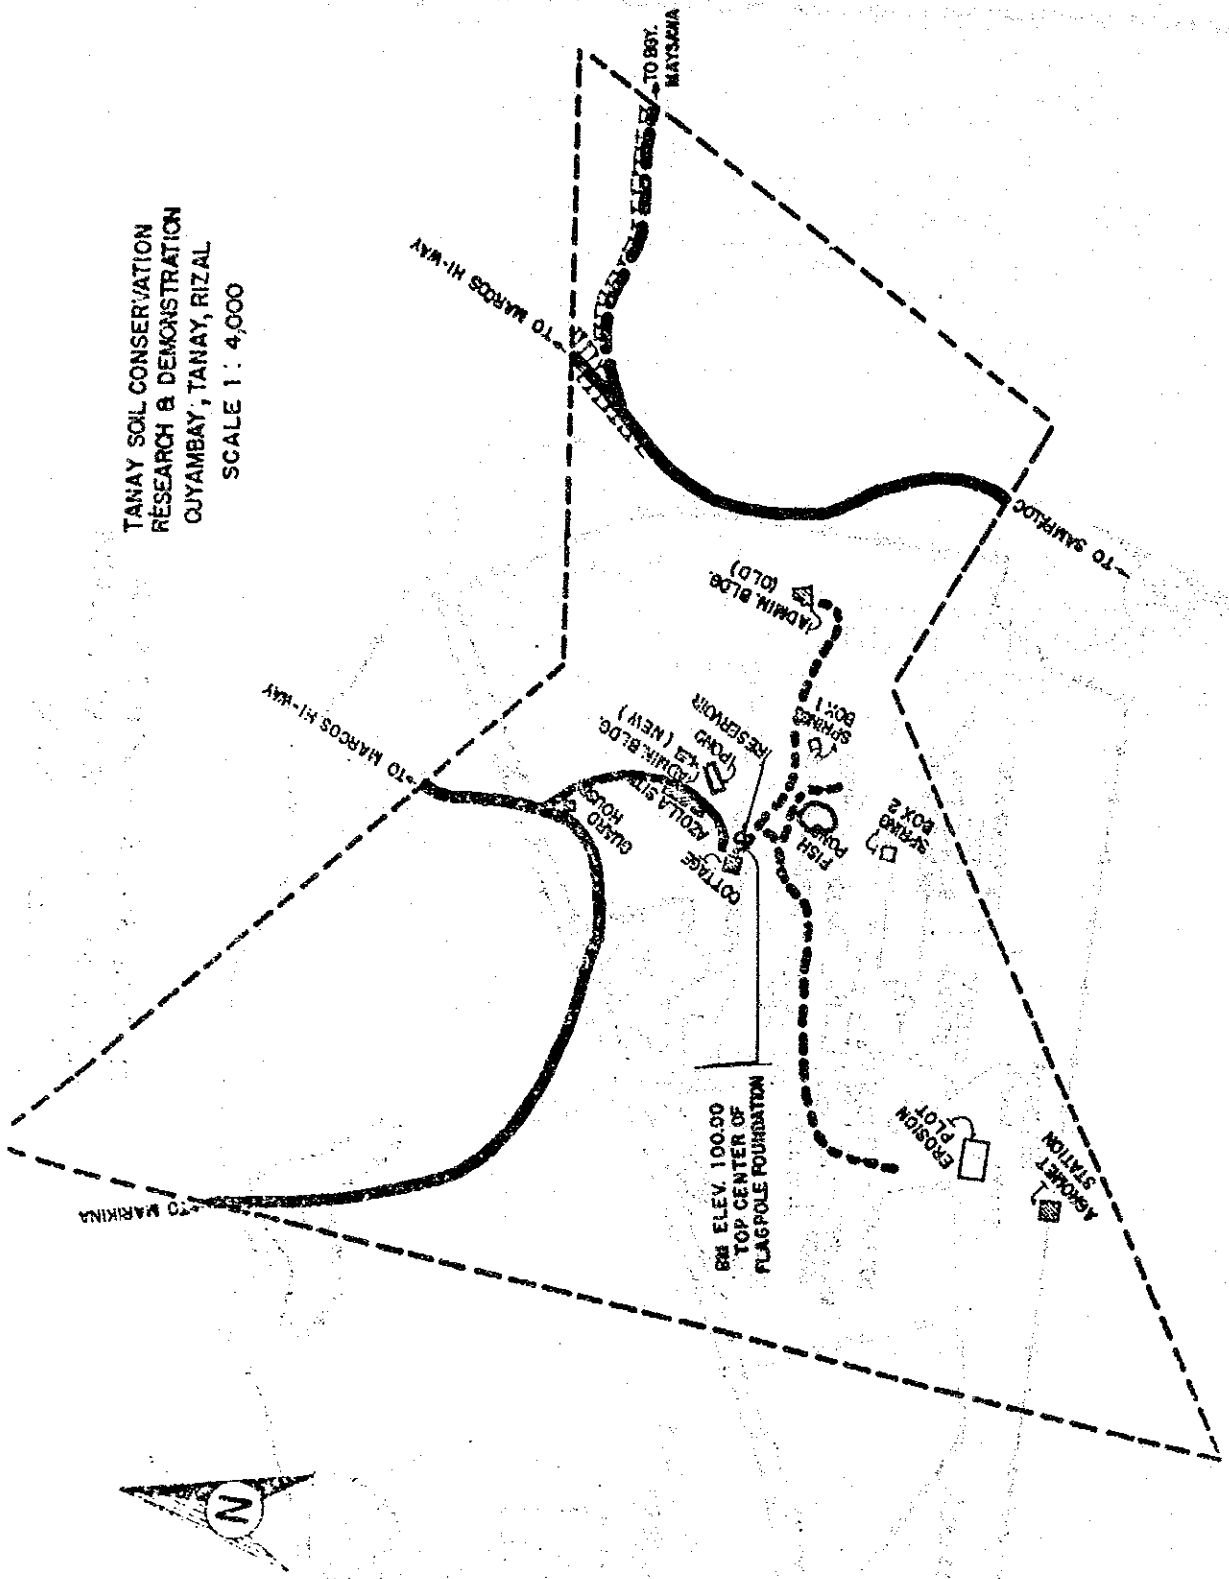 TANAY SOIL CONSERVATION
RESEARCH & DEMONSTRATION
CUYAMBAY, TANAY, RIZAL
SCALE 1 : 4,000
TO BGY.
MAYSAWA
TO MARCOS HI-WAY
TO SAMPALOC
ADMIN. BLDG.
(OLD)
TO MARCOS HI-WAY
RESERVOIR
POND
ADMIN. BLDG.
(NEW)
AZOLLA SITE
GUARD
HOUSE
COTTAGE
SPRING
BOX 1
SPRING
BOX 2
FISH
POND
TO MARIKINA
BM ELEV. 100.00
TOP CENTER OF
FLAGPOLE FOUNDATION
EROSION
PLOT
AGROMET
STATION
N